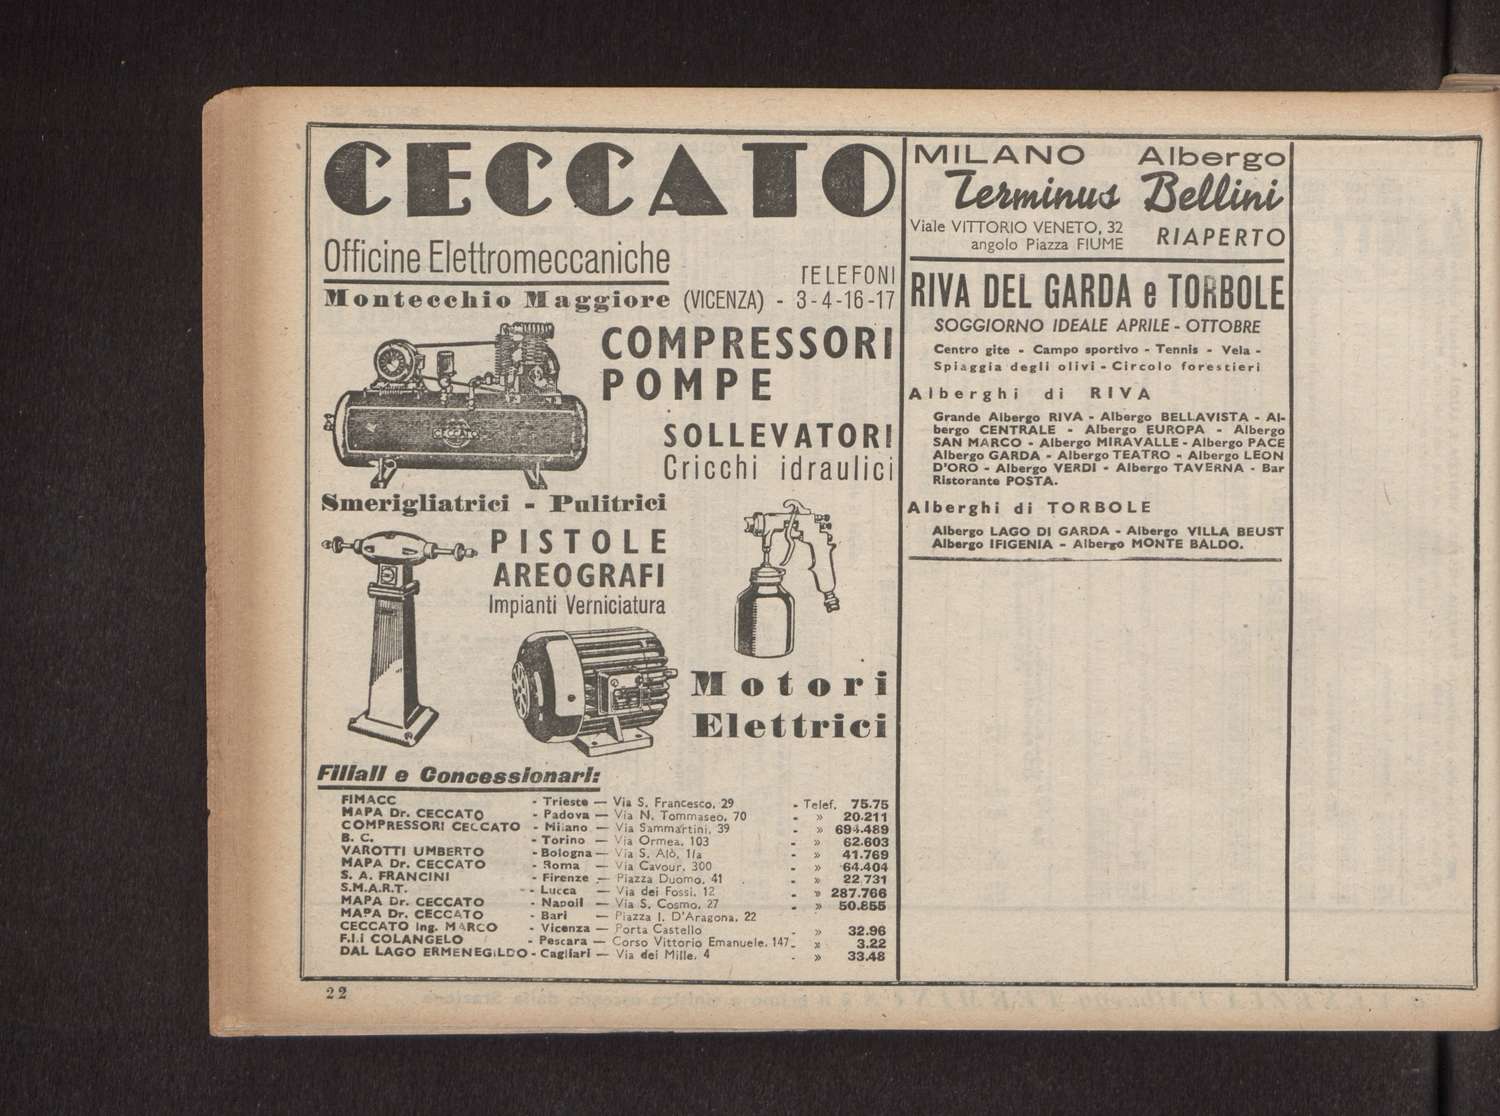 CECCATO
Officine Elettromeccaniche
TELEFONI
Montecchio Maggiore (VICENZA) - 3-4-16-17
COMPRESSORI
POMPE
CECCATO
SOLLEVATORI
Cricchi idraulici
Smerigliatrici - Pulitrici
PISTOLE
AREOGRAFI
Impianti Verniciatura
Motori
Elettrici
Filiali e Concessionari:
FIMACC - Trieste — Via S. Francesco, 29 - Telef. 75.75
MAPA Dr. CECCATO - Padova — Via N. Tommaseo, 70 - » 20.211
COMPRESSORI CECCATO - Milano — Via Sammartini, 39 - » 694.489
B. C. - Torino — Via Ormea, 103 - » 62.603
VAROTTI UMBERTO - Bologna — Via S. Alò, 1/a - » 41.769
MAPA Dr. CECCATO - Roma — Via Cavour, 300 - » 64.404
S. A. FRANCINI - Firenze — Piazza Duomo, 41 - » 22.731
S.M.A.R.T. - Lucca — Via dei Fossi, 12 - » 287.766
MAPA Dr. CECCATO - Napoli — Via S. Cosmo, 27 - » 50.855
MAPA Dr. CECCATO - Bari — Piazza I. D'Aragona, 22
CECCATO Ing. MARCO - Vicenza — Porta Castello - » 32.96
F.li COLANGELO - Pescara — Corso Vittorio Emanuele, 147 - » 3.22
DAL LAGO ERMENEGILDO - Cagliari — Via dei Mille, 4 - » 33.48
22
MILANO Albergo
Terminus Bellini
Viale VITTORIO VENETO, 32
angolo Piazza FIUME
RIAPERTO
RIVA DEL GARDA e TORBOLE
SOGGIORNO IDEALE APRILE - OTTOBRE
Centro gite - Campo sportivo - Tennis - Vela -
Spiaggia degli olivi - Circolo forestieri
Alberghi di RIVA
Grande Albergo RIVA - Albergo BELLAVISTA - Al-
bergo CENTRALE - Albergo EUROPA - Albergo
SAN MARCO - Albergo MIRAVALLE - Albergo PACE
Albergo GARDA - Albergo TEATRO - Albergo LEON
D'ORO - Albergo VERDI - Albergo TAVERNA - Bar
Ristorante POSTA.
Alberghi di TORBOLE
Albergo LAGO DI GARDA - Albergo VILLA BEUST
Albergo IFIGENIA - Albergo MONTE BALDO.